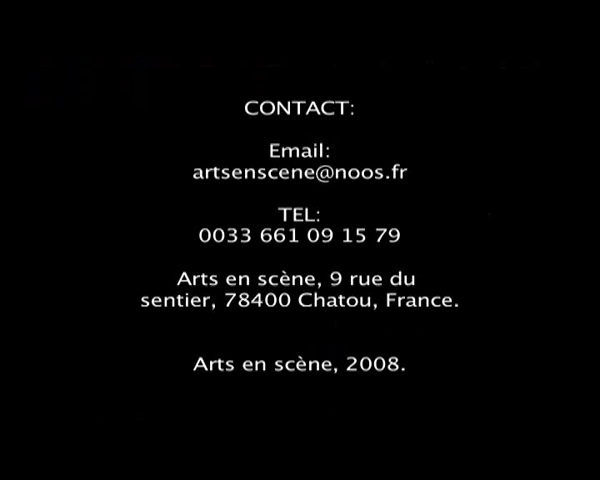 CONTACT:
Email:
artsenscene@noos.fr
TEL:
0033 661 09 15 79
Arts en scène, 9 rue du
sentier, 78400 Chatou, France.
Arts en scène, 2008.